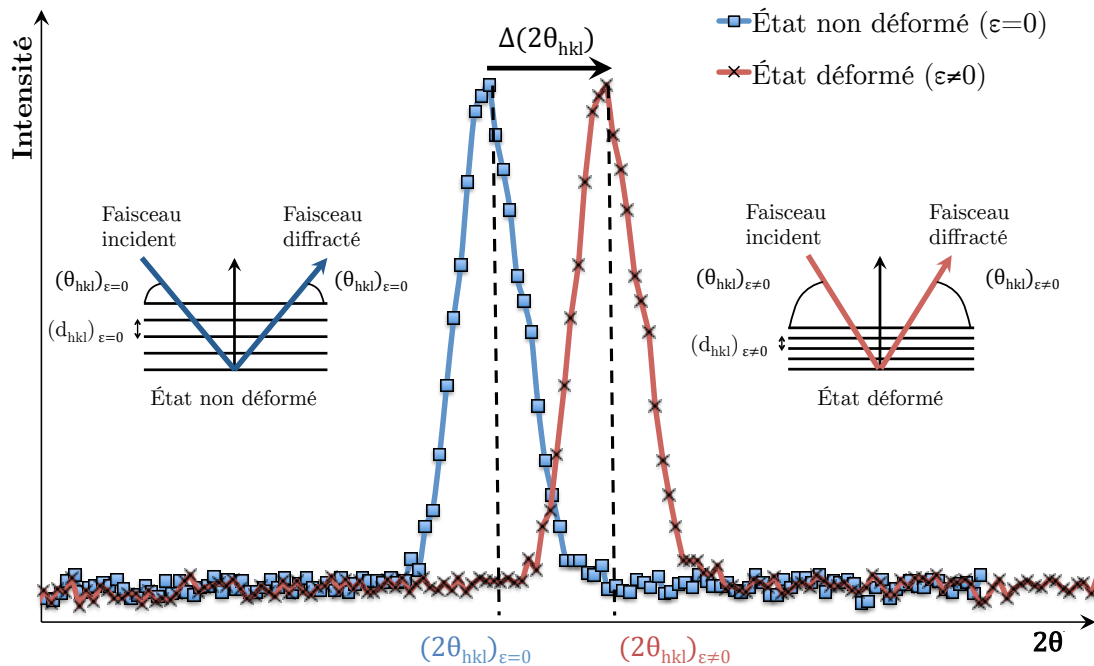 Intensité
Δ(2θhkl)
État non déformé (ε=0)
État déformé (ε≠0)
Faisceau
incident
Faisceau
diffracté
(θhkl)ε=0
(θhkl)ε=0
(dhkl) ε=0
État non déformé
Faisceau
incident
Faisceau
diffracté
(θhkl)ε≠0
(θhkl)ε≠0
(dhkl) ε≠0
État déformé
(2θhkl)ε=0
(2θhkl)ε≠0
2θ